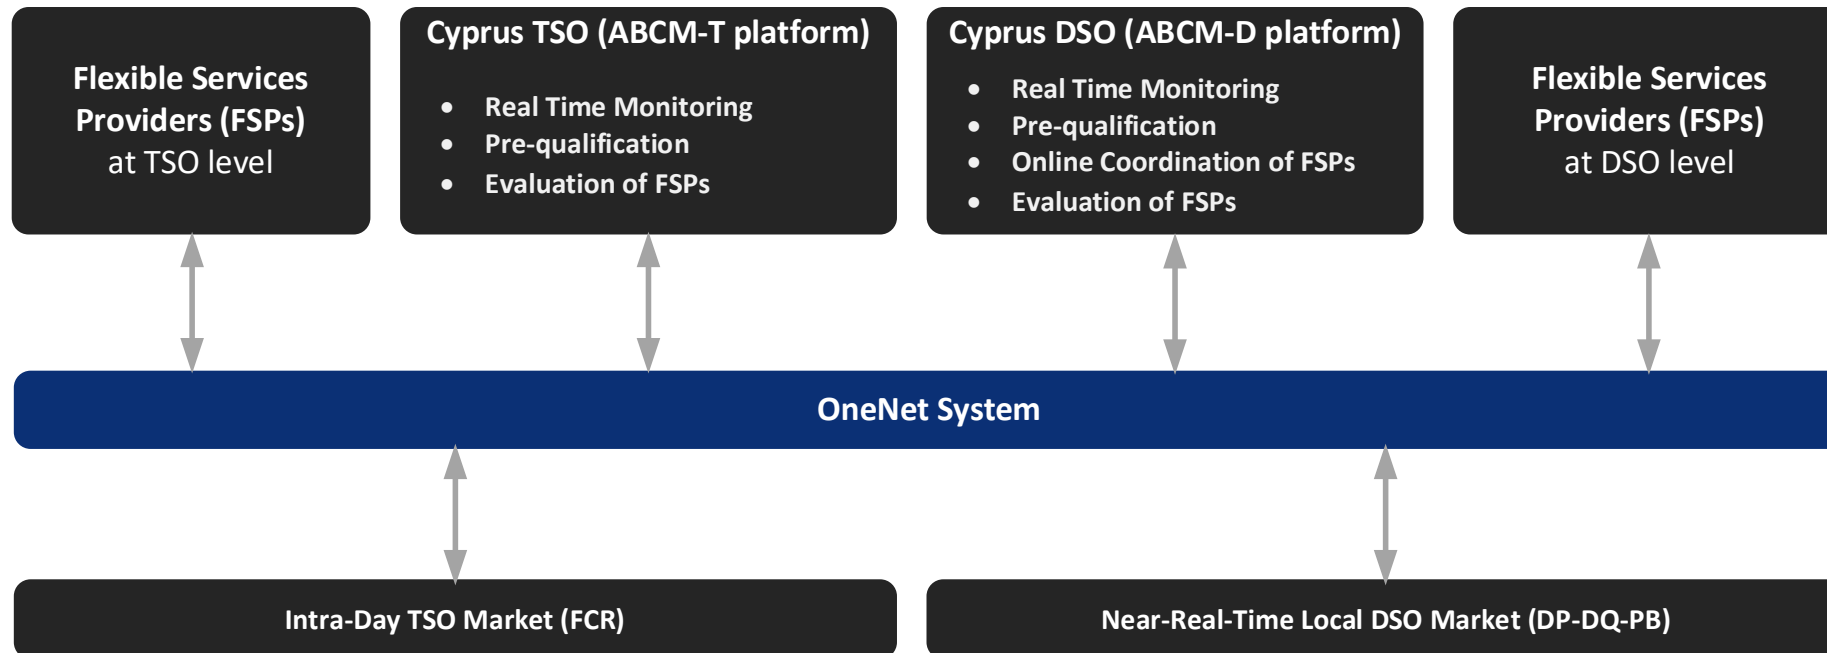 Flexible Services
Providers (FSPs)
at TSO level
Cyprus TSO (ABCM-T platform)
• Real Time Monitoring
• Pre-qualification
• Evaluation of FSPs
Cyprus DSO (ABCM-D platform)
• Real Time Monitoring
• Pre-qualification
• Online Coordination of FSPs
• Evaluation of FSPs
Flexible Services
Providers (FSPs)
at DSO level
OneNet System
Intra-Day TSO Market (FCR)
Near-Real-Time Local DSO Market (DP-DQ-PB)